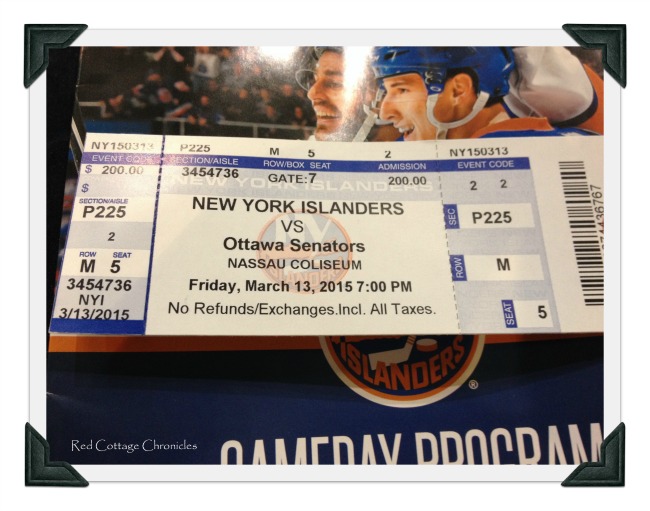 NY150313 P225 M 5 2 NY150313
EVENT CODE SECTION/AISLE ROW/BOX SEAT ADMISSION EVENT CODE
$ 200.00 3454736 GATE:7 200.00 2 2
NEW YORK ISLANDERS
$
SECTION/AISLE
P225
2
ROW SEAT
M 5
3454736
NYI
3/13/2015
NEW YORK ISLANDERS
VS
Ottawa Senators
NASSAU COLISEUM
Friday, March 13, 2015 7:00 PM
No Refunds/Exchanges.Incl. All Taxes.
SEC P225
ROW M
SEAT 5
ISLANDERS
®
GAMEDAY PROGRAM
Red Cottage Chronicles